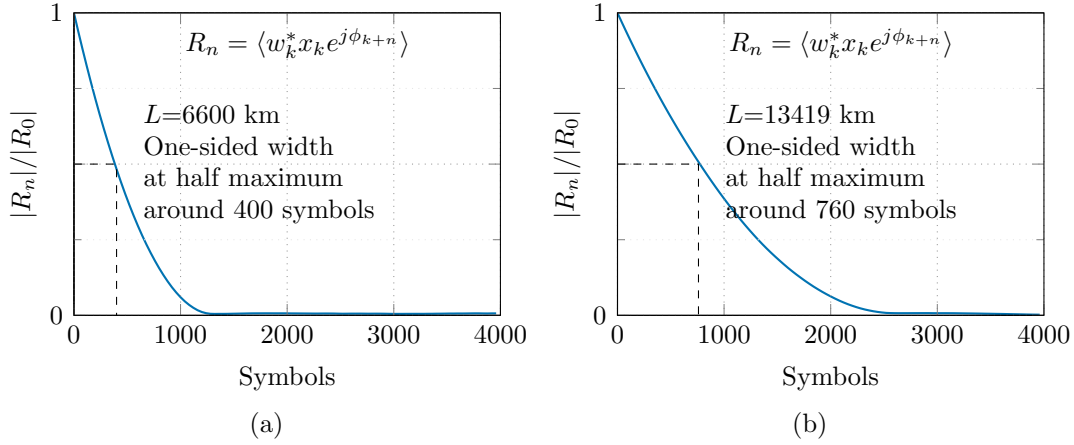 1
R_n = ⟨w_k^* x_k e^{jϕ_{k+n}}⟩
L=6600 km
One-sided width
at half maximum
around 400 symbols
|R_n|/|R_0|
0
0 1000 2000 3000 4000
Symbols
(a)
1
R_n = ⟨w_k^* x_k e^{jϕ_{k+n}}⟩
L=13419 km
One-sided width
at half maximum
around 760 symbols
|R_n|/|R_0|
0
0 1000 2000 3000 4000
Symbols
(b)